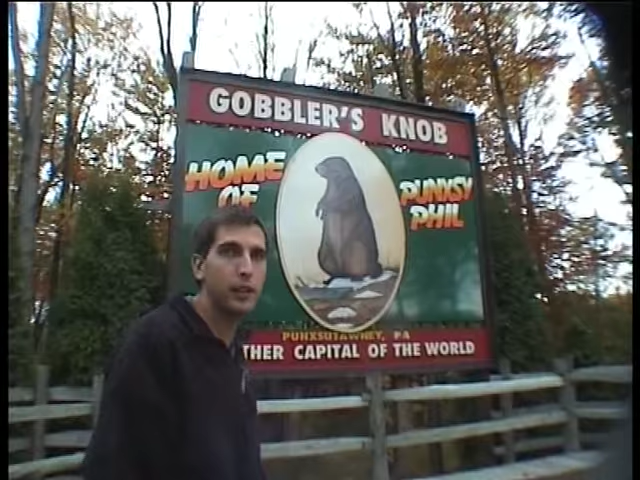 GOBBLER'S KNOB
HOME
OF
PUNXSY
PHIL
PUNXSUTAWNEY, PA
THER CAPITAL OF THE WORLD